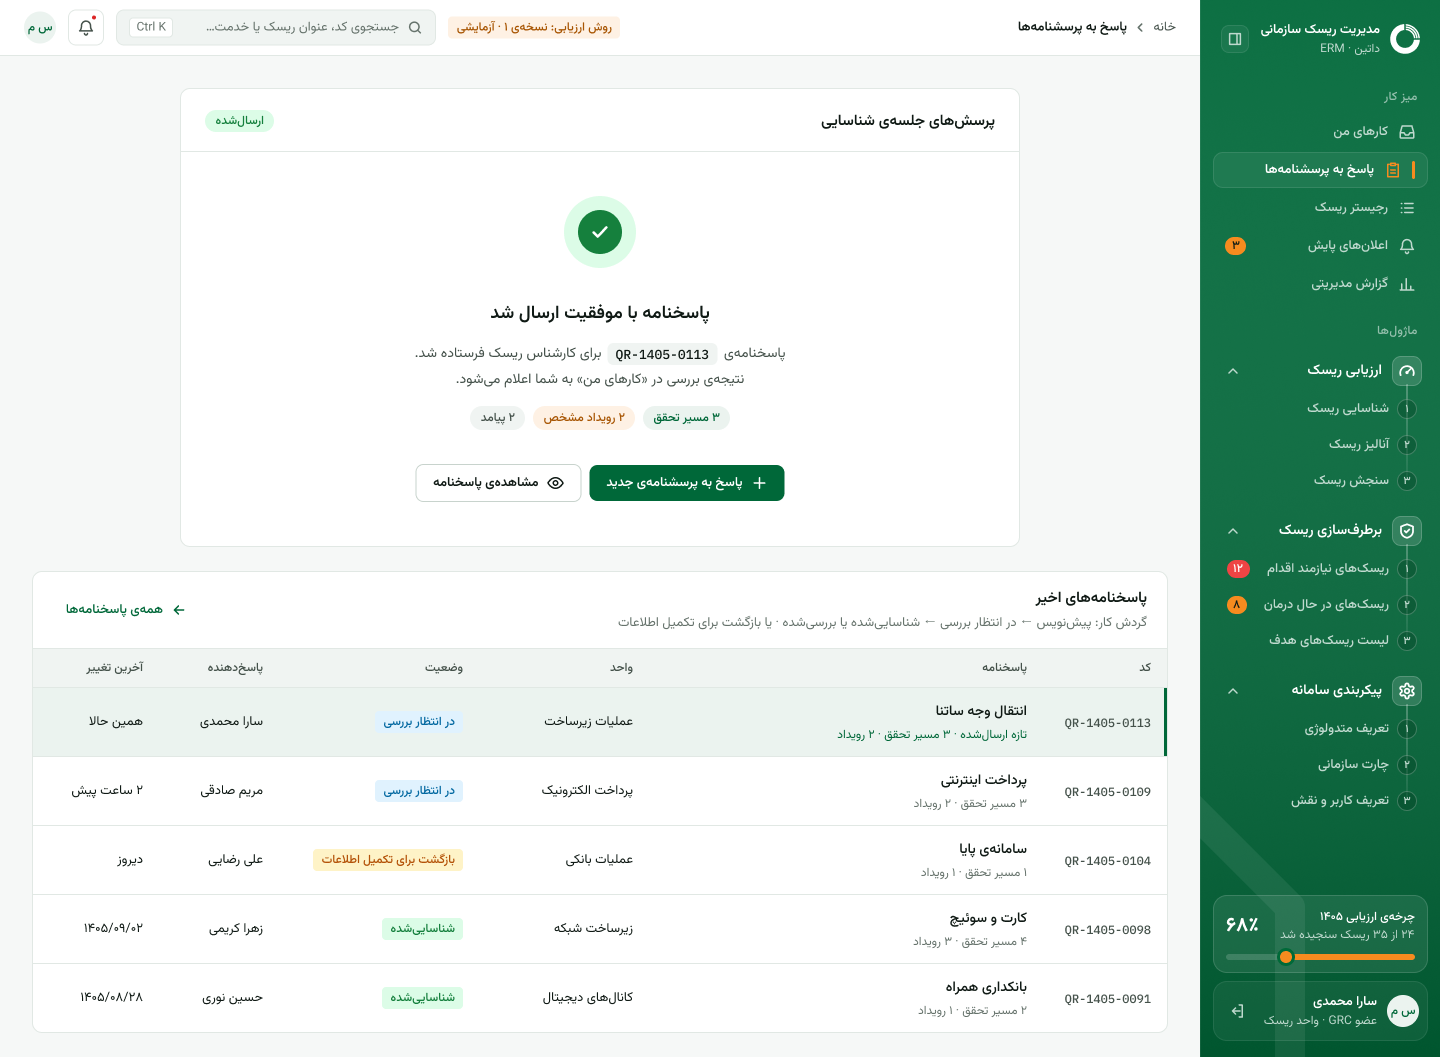 مدیریت ریسک سازمانی
داتین · ERM
میز کار
کارهای من
پاسخ به پرسشنامه‌ها
رجیستر ریسک
اعلان‌های پایش
۳
گزارش مدیریتی
ماژول‌ها
ارزیابی ریسک
۱ شناسایی ریسک
۲ آنالیز ریسک
۳ سنجش ریسک
برطرف‌سازی ریسک
۱ ریسک‌های نیازمند اقدام ۱۲
۲ ریسک‌های در حال درمان ۸
۳ لیست ریسک‌های هدف
پیکربندی سامانه
۱ تعریف متدولوژی
۲ چارت سازمانی
۳ تعریف کاربر و نقش
چرخه‌ی ارزیابی ۱۴۰۵
۲۴ از ۳۵ ریسک سنجیده شد
۶۸٪
س م
سارا محمدی
عضو GRC · واحد ریسک
خانه
پاسخ به پرسشنامه‌ها
روش ارزیابی: نسخه‌ی ۱ · آزمایشی
جستجوی کد، عنوان ریسک یا خدمت…
Ctrl K
س م
پرسش‌های جلسه‌ی شناسایی
ارسال‌شده
پاسخنامه با موفقیت ارسال شد
پاسخنامه‌ی QR-1405-0113 برای کارشناس ریسک فرستاده شد.
نتیجه‌ی بررسی در «کارهای من» به شما اعلام می‌شود.
۳ مسیر تحقق
۲ رویداد مشخص
۲ پیامد
پاسخ به پرسشنامه‌ی جدید
مشاهده‌ی پاسخنامه
پاسخنامه‌های اخیر
گردش کار: پیش‌نویس ← در انتظار بررسی ← شناسایی‌شده یا بررسی‌شده · یا بازگشت برای تکمیل اطلاعات
همه‌ی پاسخنامه‌ها
کد پاسخنامه واحد وضعیت پاسخ‌دهنده آخرین تغییر
QR-1405-0113 انتقال وجه ساتنا عملیات زیرساخت در انتظار بررسی سارا محمدی همین حالا
تازه ارسال‌شده · ۳ مسیر تحقق · ۲ رویداد
QR-1405-0109 پرداخت اینترنتی پرداخت الکترونیک در انتظار بررسی مریم صادقی ۲ ساعت پیش
۳ مسیر تحقق · ۲ رویداد
QR-1405-0104 سامانه‌ی پایا عملیات بانکی بازگشت برای تکمیل اطلاعات علی رضایی دیروز
۱ مسیر تحقق · ۱ رویداد
QR-1405-0098 کارت و سوئیچ زیرساخت شبکه شناسایی‌شده زهرا کریمی ۱۴۰۵/۰۹/۰۲
۴ مسیر تحقق · ۳ رویداد
QR-1405-0091 بانکداری همراه کانال‌های دیجیتال شناسایی‌شده حسین نوری ۱۴۰۵/۰۸/۲۸
۲ مسیر تحقق · ۱ رویداد